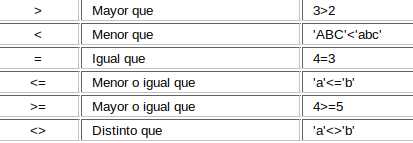 > Mayor que 3>2
< Menor que 'ABC'<'abc'
= Igual que 4=3
<= Menor o igual que 'a'<='b'
>= Mayor o igual que 4>=5
<> Distinto que 'a'<>'b'